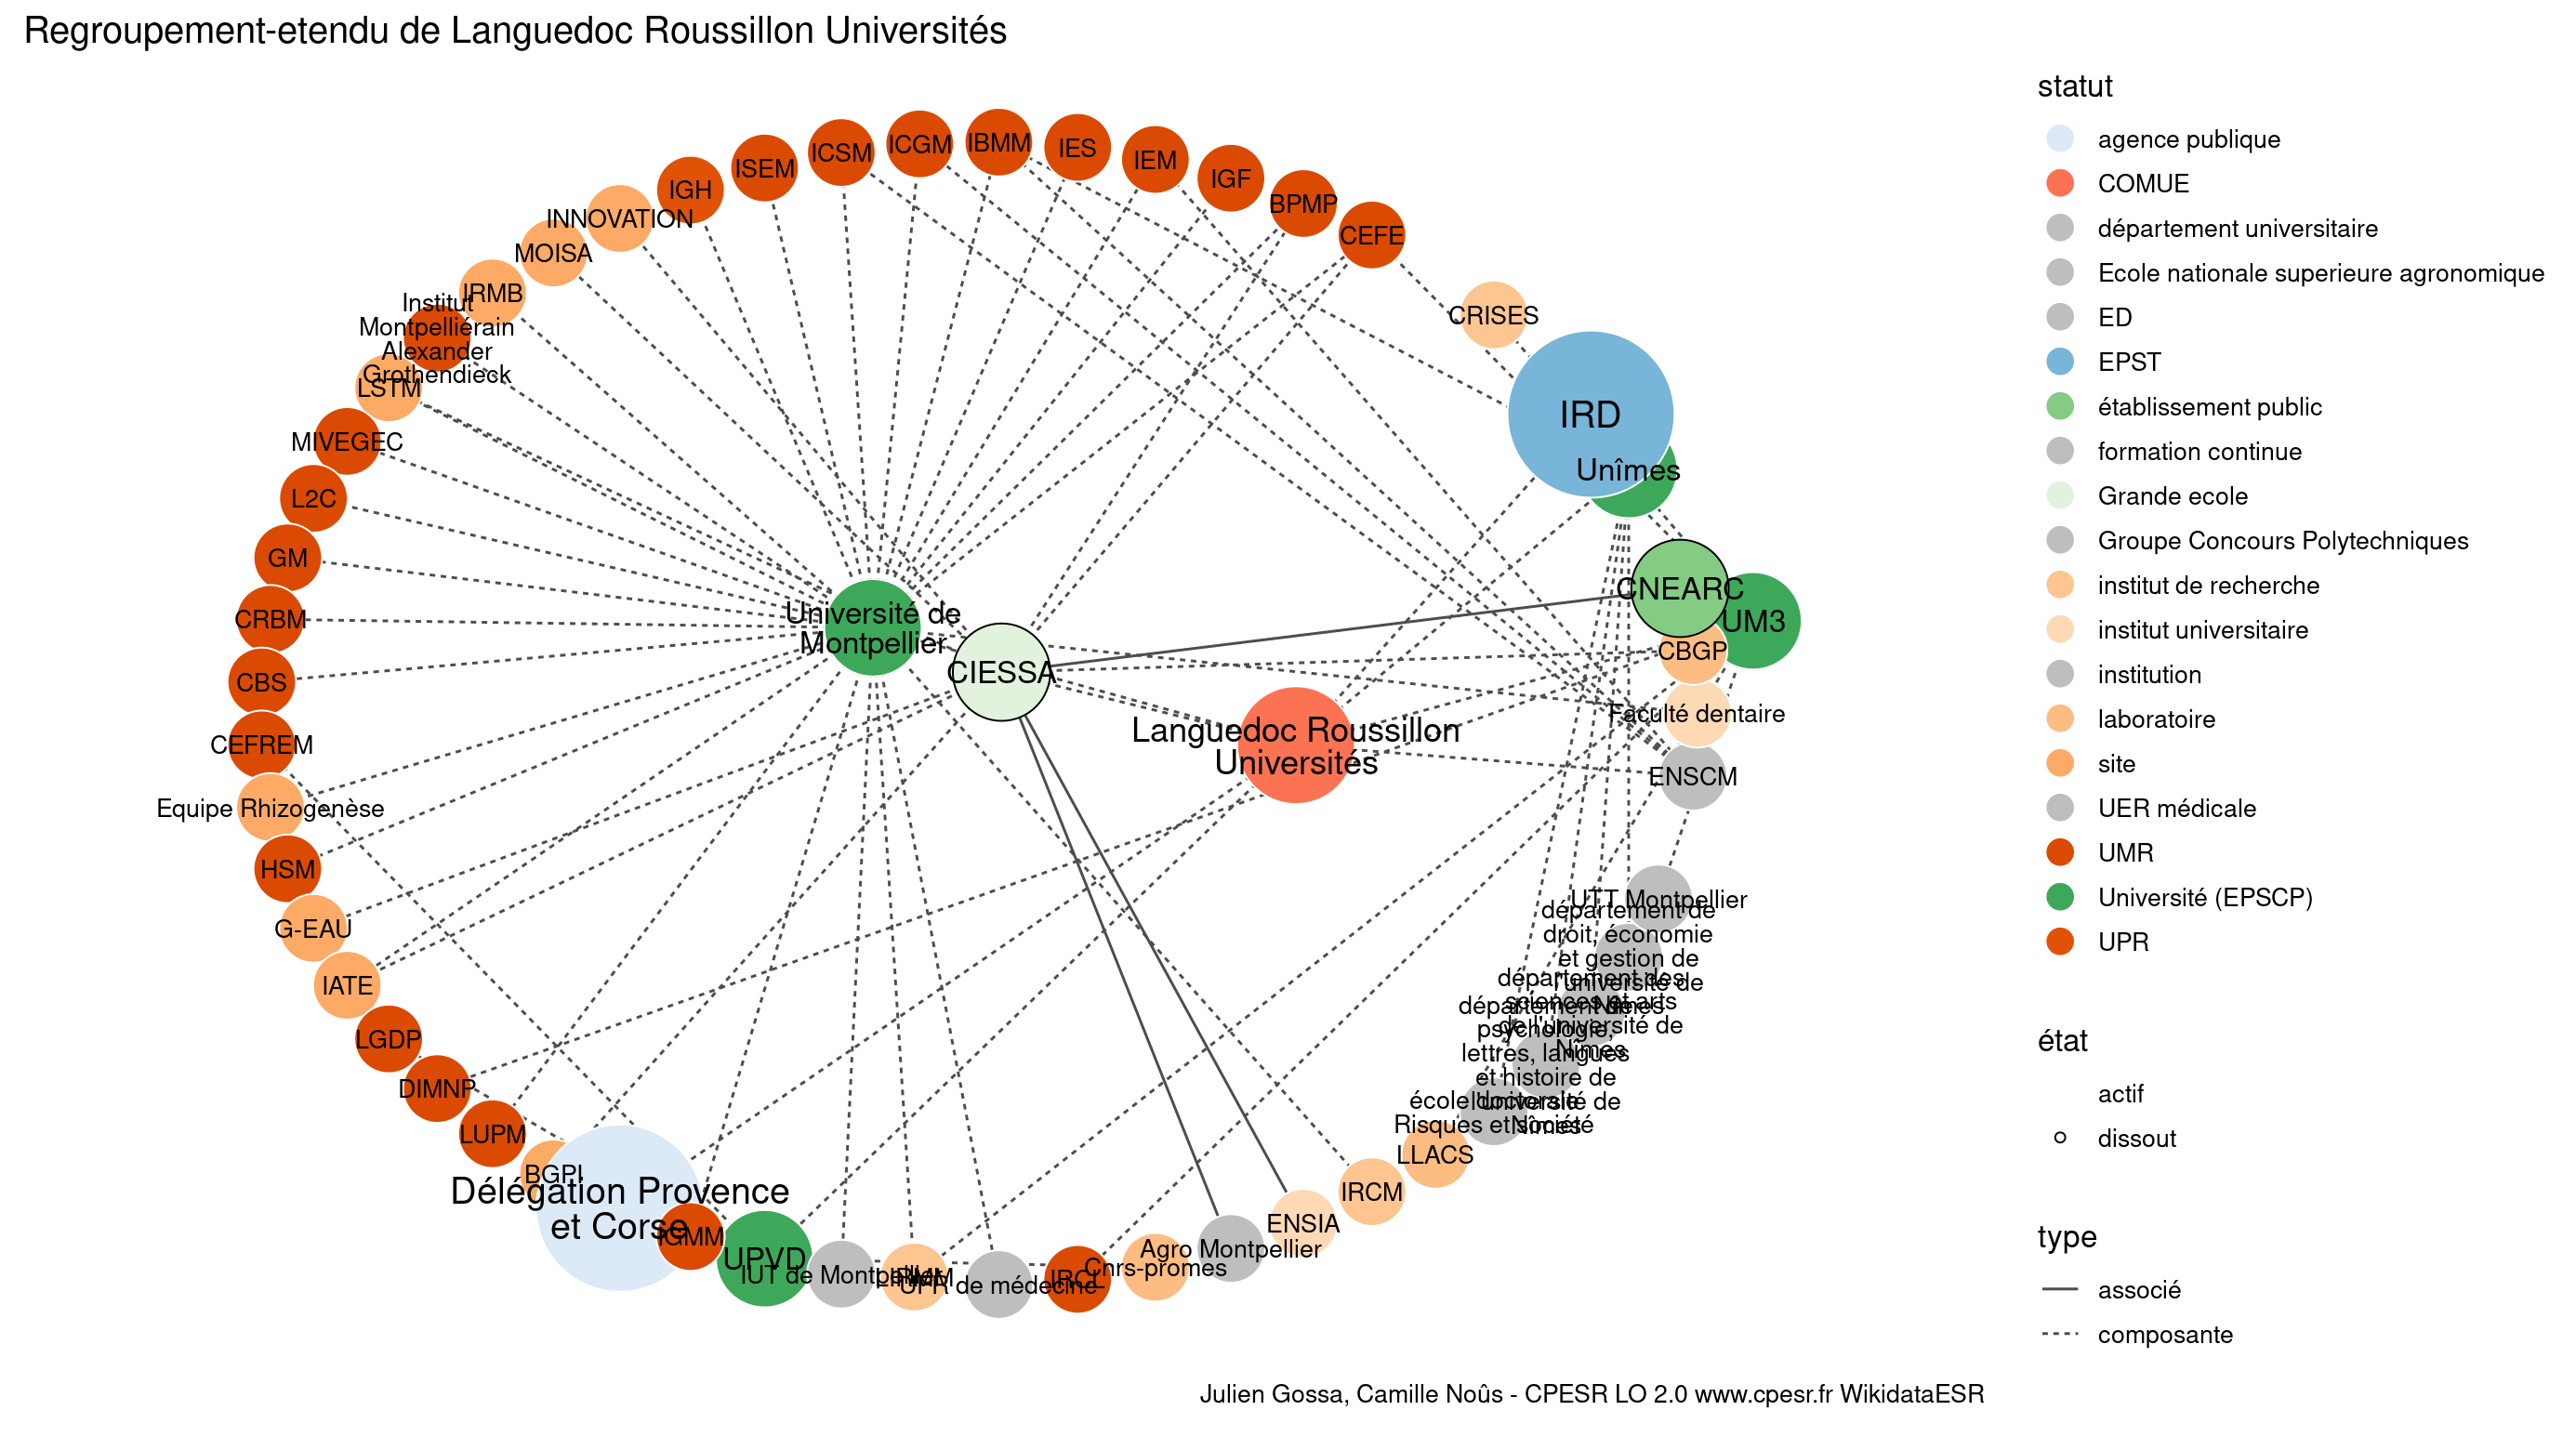 Regroupement-etendu de Languedoc Roussillon Universités
IBMM
ICGM
IES
ICSM
IEM
ISEM
IGF
IGH
BPMP
INNOVATION
CEFE
MOISA
IRMB
Institut
Montpelliérain
Alexander
Grothendieck
CRISES
LSTM
IRD
MIVEGEC
Unîmes
L2C
GM
CNEARC
Université de
Montpellier
CRBM
UM3
CBGP
CIESSA
CBS
Faculté dentaire
Languedoc Roussillon
Universités
CEFREM
ENSCM
Equipe Rhizogenèse
HSM
UTT Montpellier
département de
droit, économie
et gestion de
l'université de
Nîmes
G-EAU
département des
sciences et arts
de l'université de
Nîmes
IATE
département de
psychologie,
lettres, langues
et histoire de
l'université de
Nîmes
LGDP
DIMNP
école doctorale
Risques et société
LUPM
LLACS
BGPI
Délégation Provence
et Corse
IRCM
ENSIA
IGMM
Agro Montpellier
UPVD
Cnrs-promes
IUT de Montpellier
UFR de médecine
IRCL
statut
agence publique
COMUE
département universitaire
Ecole nationale superieure agronomique
ED
EPST
établissement public
formation continue
Grande ecole
Groupe Concours Polytechniques
institut de recherche
institut universitaire
institution
laboratoire
site
UER médicale
UMR
Université (EPSCP)
UPR
état
actif
dissout
type
associé
composante
Julien Gossa, Camille Noûs - CPESR LO 2.0 www.cpesr.fr WikidataESR